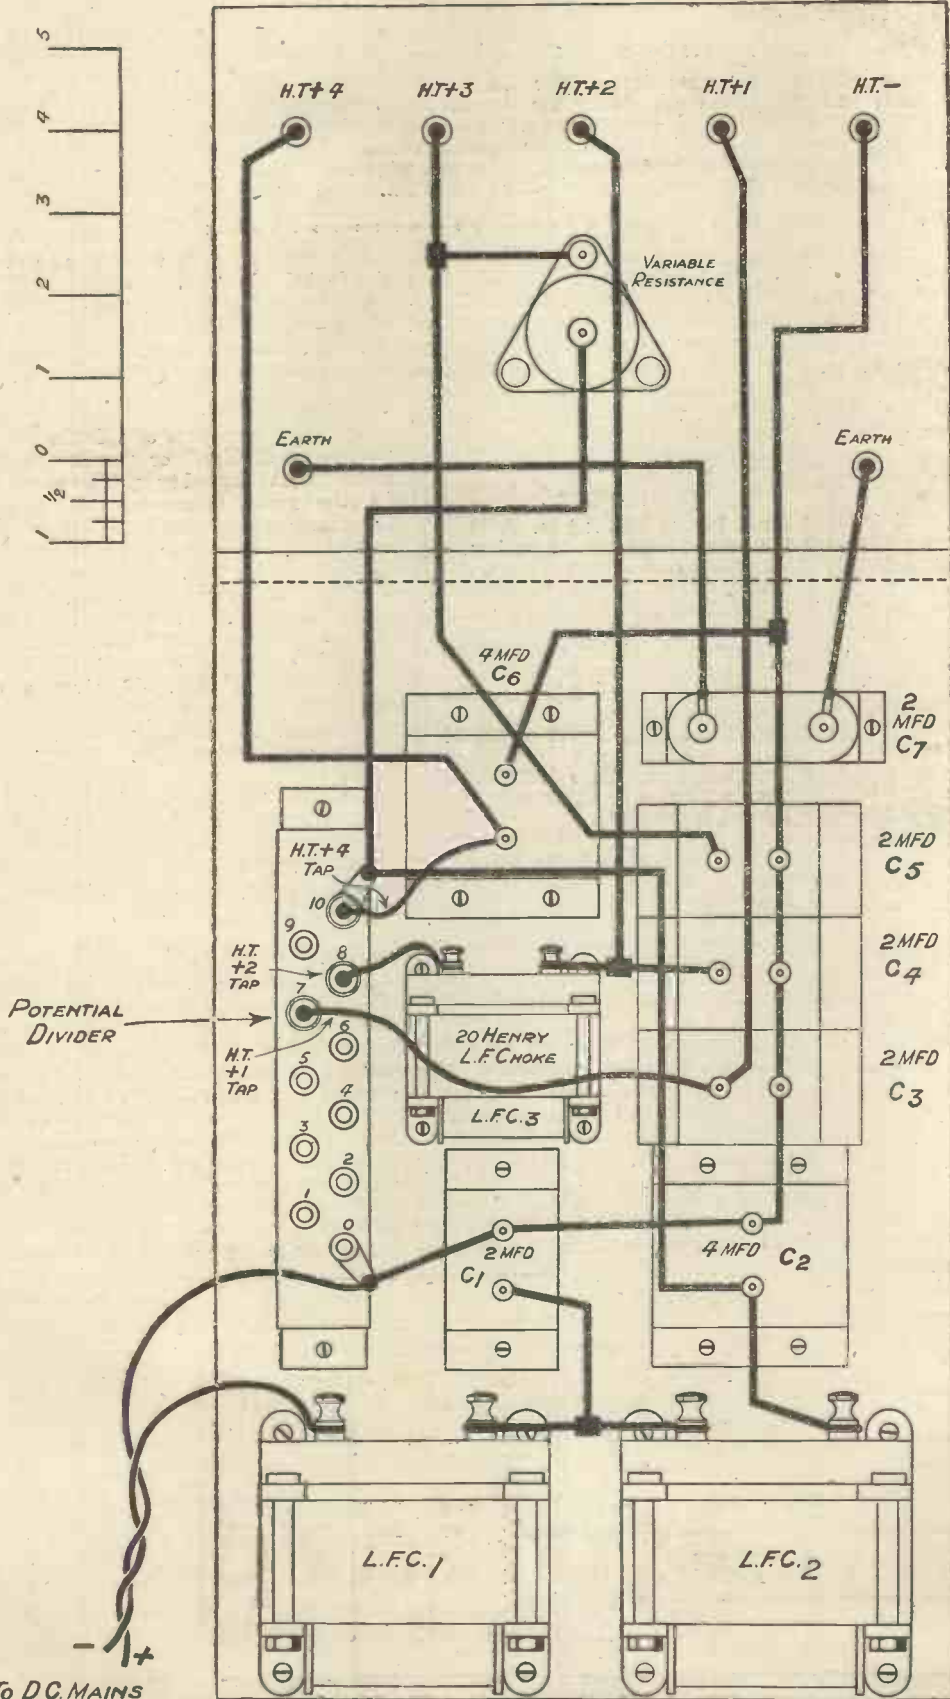 5
4
3
2
1
0
1/2
1
H.T.+4
H.T.+3
H.T.+2
H.T.+1
H.T.-
VARIABLE
RESISTANCE
EARTH
EARTH
4 MFD
C6
2
MFD
C7
H.T.+4
TAP
10
9
H.T.
+2
TAP
8
7
POTENTIAL
DIVIDER
H.T.
+1
TAP
6
5
4
3
2
1
0
2 MFD
C5
2 MFD
C4
2 MFD
C3
20 HENRY
L.F CHOKE
L.F.C.3
2 MFD
C1
4 MFD
C2
L.F.C.1
L.F.C.2
- +
TO D C. MAINS